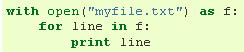 with open("myfile.txt") as f:
    for line in f:
        print line